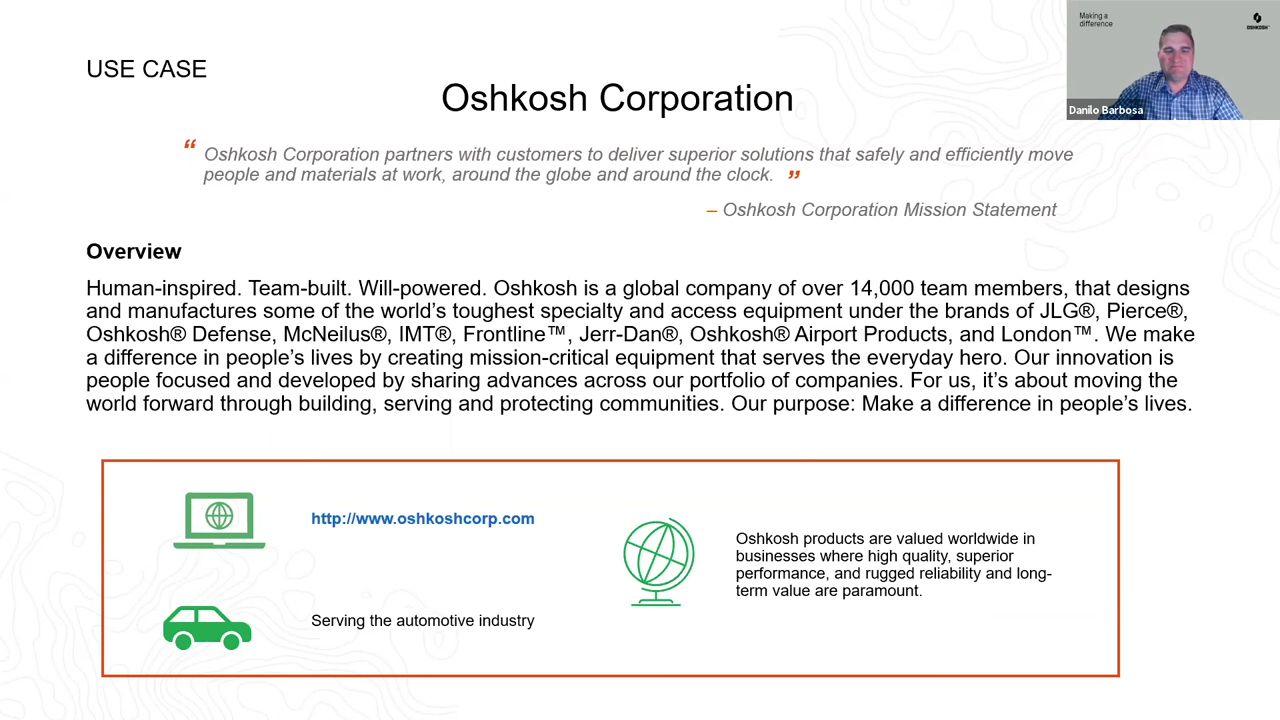 Making a
difference
OSHKOSH
Danilo Barbosa
USE CASE
Oshkosh Corporation
“ Oshkosh Corporation partners with customers to deliver superior solutions that safely and efficiently move
people and materials at work, around the globe and around the clock. ”
– Oshkosh Corporation Mission Statement
Overview
Human-inspired. Team-built. Will-powered. Oshkosh is a global company of over 14,000 team members, that designs
and manufactures some of the world’s toughest specialty and access equipment under the brands of JLG®, Pierce®,
Oshkosh® Defense, McNeilus®, IMT®, Frontline™, Jerr-Dan®, Oshkosh® Airport Products, and London™. We make
a difference in people’s lives by creating mission-critical equipment that serves the everyday hero. Our innovation is
people focused and developed by sharing advances across our portfolio of companies. For us, it’s about moving the
world forward through building, serving and protecting communities. Our purpose: Make a difference in people’s lives.
http://www.oshkoshcorp.com
Serving the automotive industry
Oshkosh products are valued worldwide in
businesses where high quality, superior
performance, and rugged reliability and long-
term value are paramount.